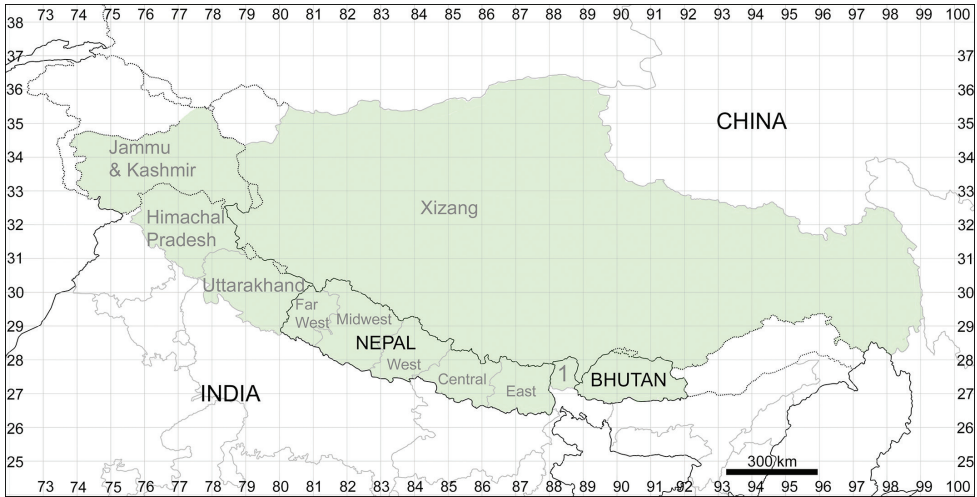 73 74 75 76 77 78 79 80 81 82 83 84 85 86 87 88 89 90 91 92 93 94 95 96 97 98 99 100
38 38
37 37
36 36
35 CHINA 35
Jammu
& Kashmir
34 34
33 33
Xizang
Himachal
32 32
Pradesh
31 31
Uttarakhand
30 30
Far
West
Midwest
29 29
NEPAL
28 28
West
1
Central
BHUTAN
East
27 INDIA 27
26 26
25 25
300 km
73 74 75 76 77 78 79 80 81 82 83 84 85 86 87 88 89 90 91 92 93 94 95 96 97 98 99 100